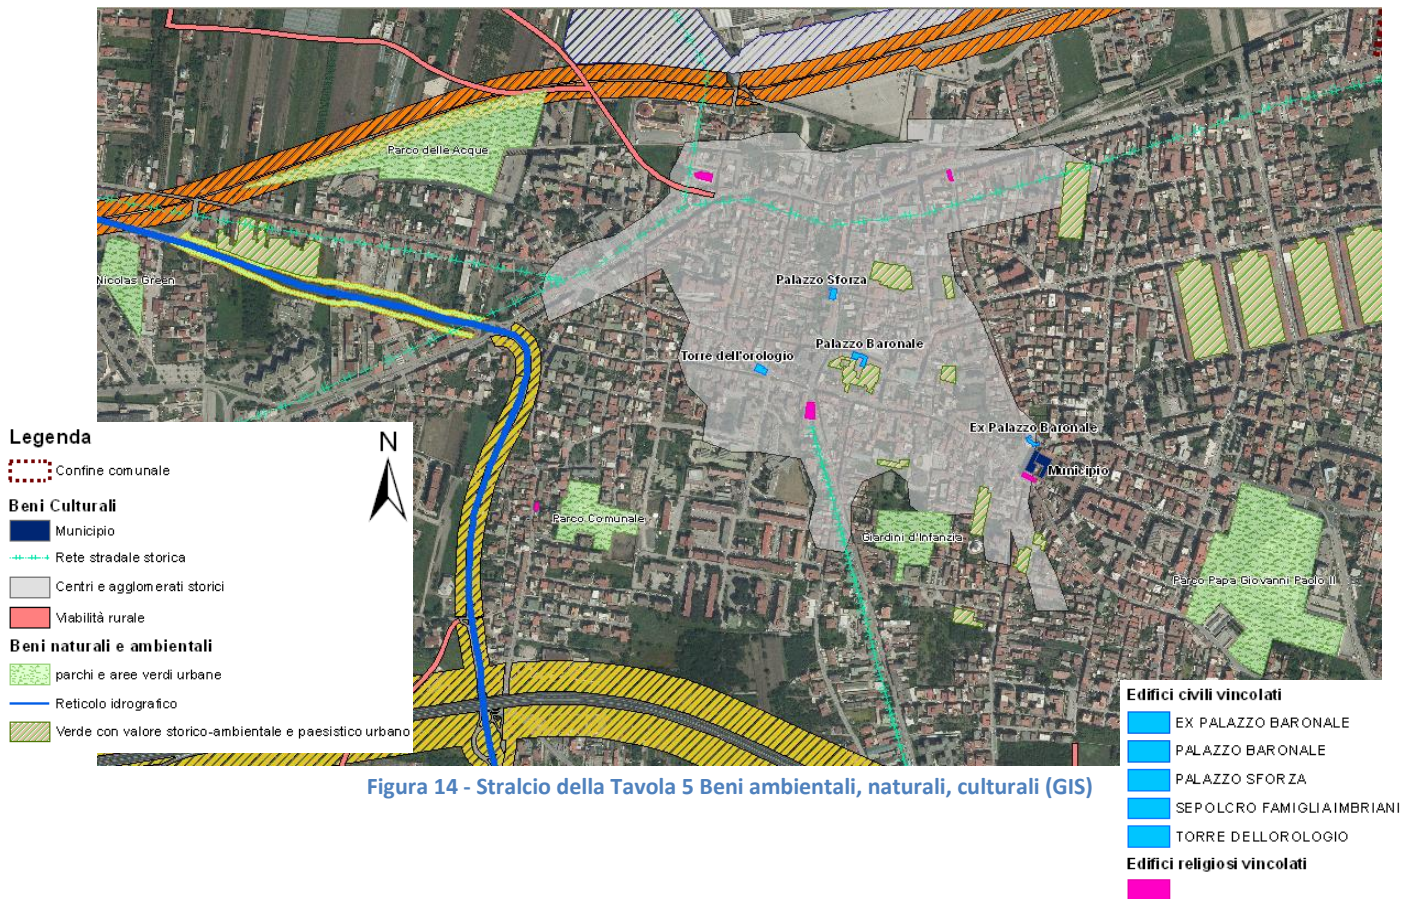 Parco delle Acque
Nicolas Green
Palazzo Sforza
Palazzo Baronale
Torre dell'orologio
Ex Palazzo Baronale
Municipio
Parco Comunale
Giardini d'Infanzia
Parco Papa Giovanni Paolo II
Legenda
N
Confine comunale
Beni Culturali
Municipio
Rete stradale storica
Centri e agglomerati storici
Viabilità rurale
Beni naturali e ambientali
parchi e aree verdi urbane
Reticolo idrografico
Verde con valore storico-ambientale e paesistico urbano
Edifici civili vincolati
EX PALAZZO BARONALE
PALAZZO BARONALE
PALAZZO SFORZA
SEPOLCRO FAMIGLIA IMBRIANI
TORRE DELLOROLOGIO
Edifici religiosi vincolati
Figura 14 - Stralcio della Tavola 5 Beni ambientali, naturali, culturali (GIS)